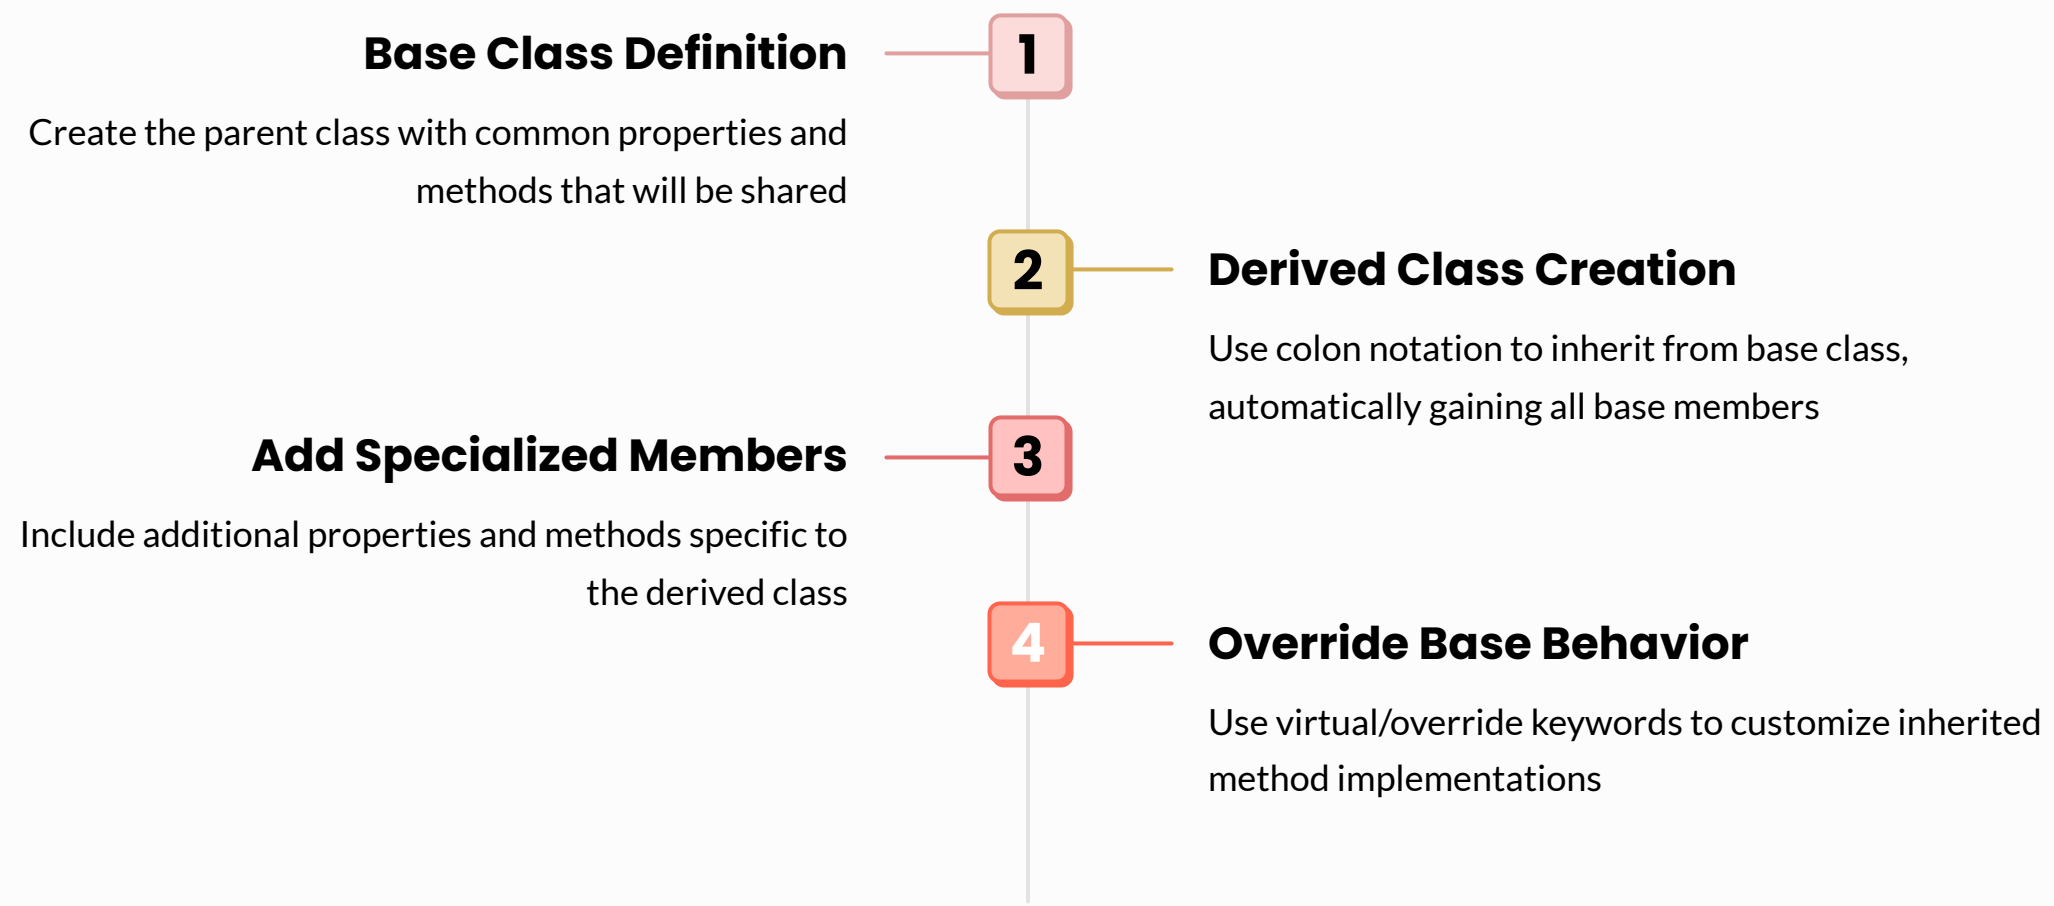 1
Base Class Definition
Create the parent class with common properties and
methods that will be shared
2
Derived Class Creation
Use colon notation to inherit from base class,
automatically gaining all base members
3
Add Specialized Members
Include additional properties and methods specific to
the derived class
4
Override Base Behavior
Use virtual/override keywords to customize inherited
method implementations